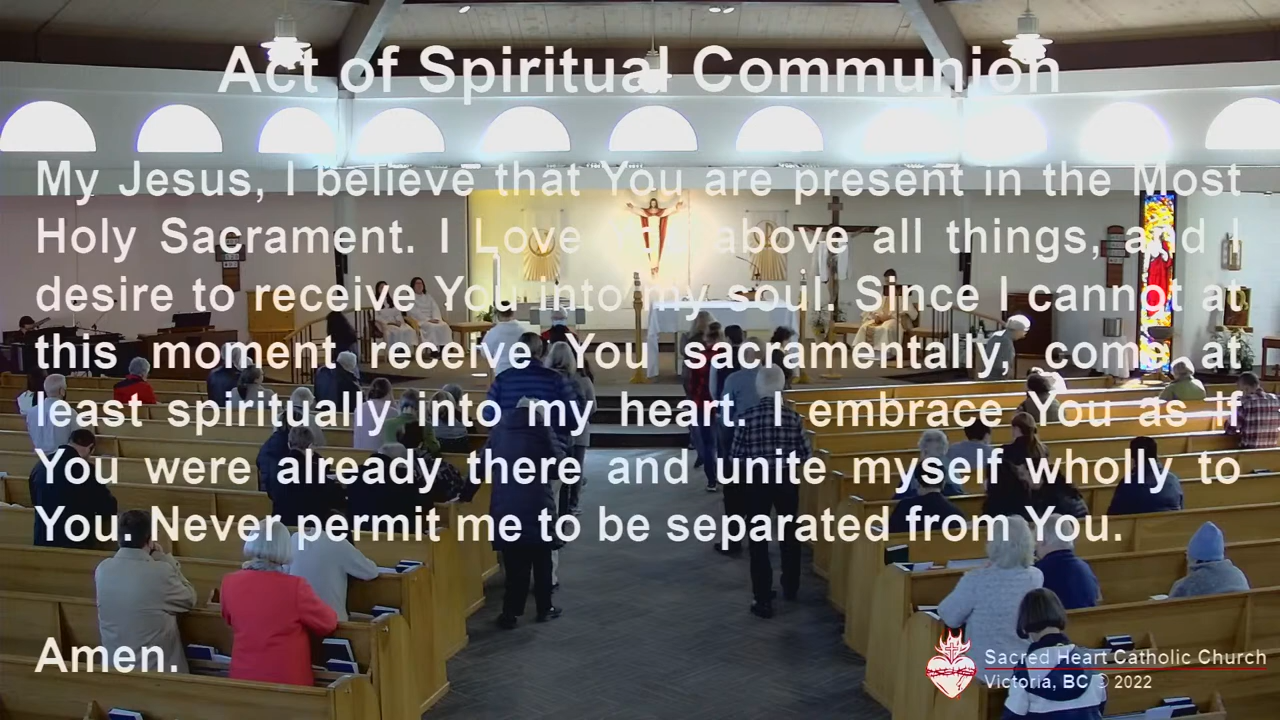 Act of Spiritual Communion
My Jesus, I believe that You are present in the Most
Holy Sacrament. I Love You above all things, and I
desire to receive You into my soul. Since I cannot at
this moment receive You sacramentally, come at
least spiritually into my heart. I embrace You as if
You were already there and unite myself wholly to
You. Never permit me to be separated from You.
Amen.
Sacred Heart Catholic Church
Victoria, BC © 2022